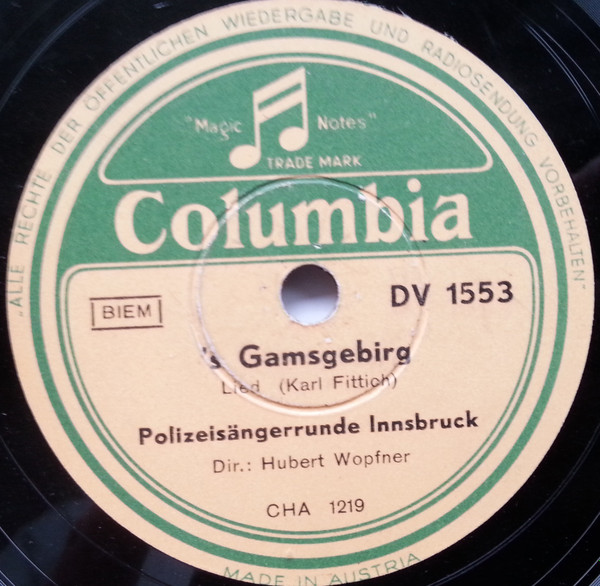 „ALLE RECHTE DER ÖFFENTLICHEN WIEDERGABE UND RADIOSENDUNG VORBEHALTEN"
"Magic Notes"
TRADE MARK
Columbia
BIEM
DV 1553
's Gamsgebirg
Lied (Karl Fittich)
Polizeisängerrunde Innsbruck
Dir.: Hubert Wopfner
CHA 1219
MADE IN AUSTRIA